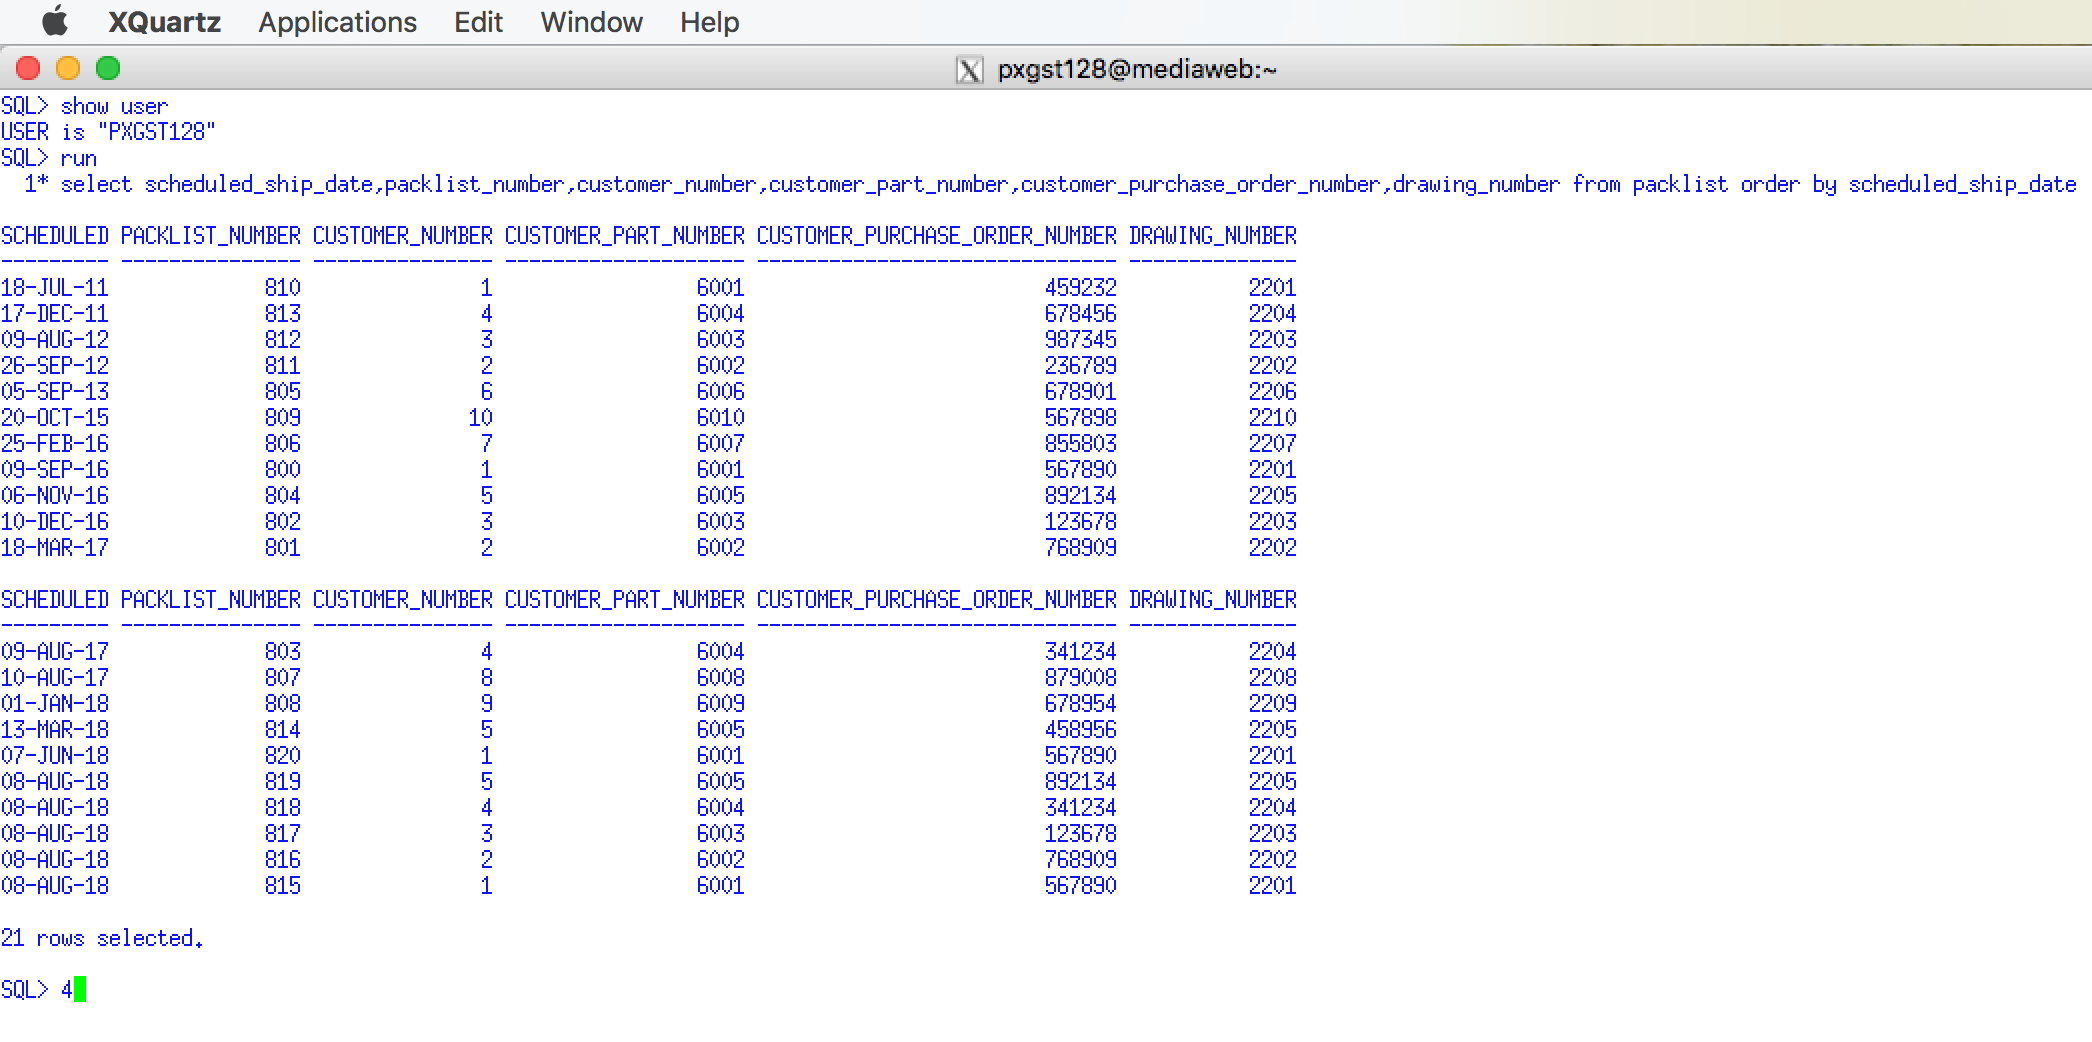 XQuartz Applications Edit Window Help
pxgst128@mediaweb:~
SQL> show user
USER is "PXGST128"
SQL> run
  1* select scheduled_ship_date,packlist_number,customer_number,customer_part_number,customer_purchase_order_number,drawing_number from packlist order by scheduled_ship_date
SCHEDULED PACKLIST_NUMBER CUSTOMER_NUMBER CUSTOMER_PART_NUMBER CUSTOMER_PURCHASE_ORDER_NUMBER DRAWING_NUMBER
--------- --------------- --------------- -------------------- ------------------------------ --------------
18-JUL-11             810               1                 6001                         459232           2201
17-DEC-11             813               4                 6004                         678456           2204
09-AUG-12             812               3                 6003                         987345           2203
26-SEP-12             811               2                 6002                         236789           2202
05-SEP-13             805               6                 6006                         678901           2206
20-OCT-15             809              10                 6010                         567898           2210
25-FEB-16             806               7                 6007                         855803           2207
09-SEP-16             800               1                 6001                         567890           2201
06-NOV-16             804               5                 6005                         892134           2205
10-DEC-16             802               3                 6003                         123678           2203
18-MAR-17             801               2                 6002                         768909           2202
SCHEDULED PACKLIST_NUMBER CUSTOMER_NUMBER CUSTOMER_PART_NUMBER CUSTOMER_PURCHASE_ORDER_NUMBER DRAWING_NUMBER
--------- --------------- --------------- -------------------- ------------------------------ --------------
09-AUG-17             803               4                 6004                         341234           2204
10-AUG-17             807               8                 6008                         879008           2208
01-JAN-18             808               9                 6009                         678954           2209
13-MAR-18             814               5                 6005                         458956           2205
07-JUN-18             820               1                 6001                         567890           2201
08-AUG-18             819               5                 6005                         892134           2205
08-AUG-18             818               4                 6004                         341234           2204
08-AUG-18             817               3                 6003                         123678           2203
08-AUG-18             816               2                 6002                         768909           2202
08-AUG-18             815               1                 6001                         567890           2201
21 rows selected.
SQL> 4